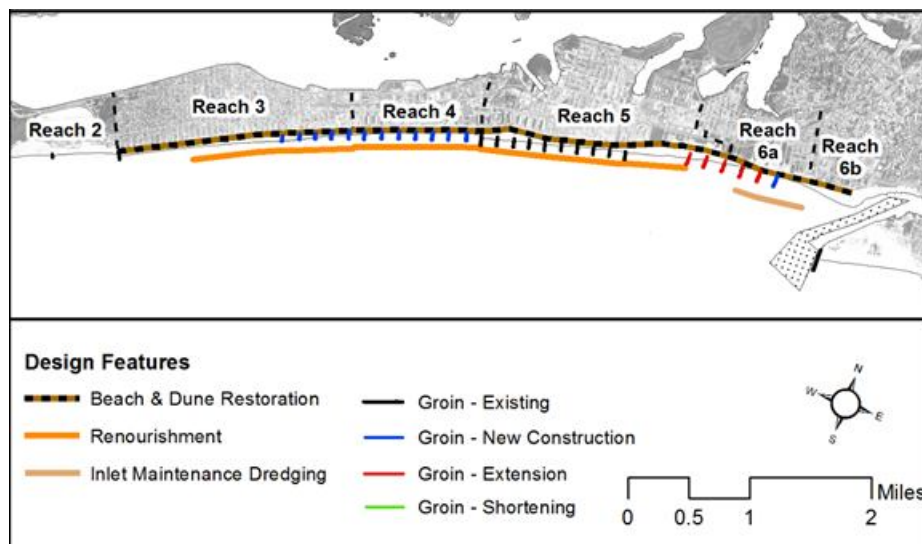 Reach 2
Reach 3
Reach 4
Reach 5
Reach
6a
Reach
6b
Design Features
Beach & Dune Restoration
Renourishment
Inlet Maintenance Dredging
Groin - Existing
Groin - New Construction
Groin - Extension
Groin - Shortening
N
W
E
S
Miles
0 0.5 1 2